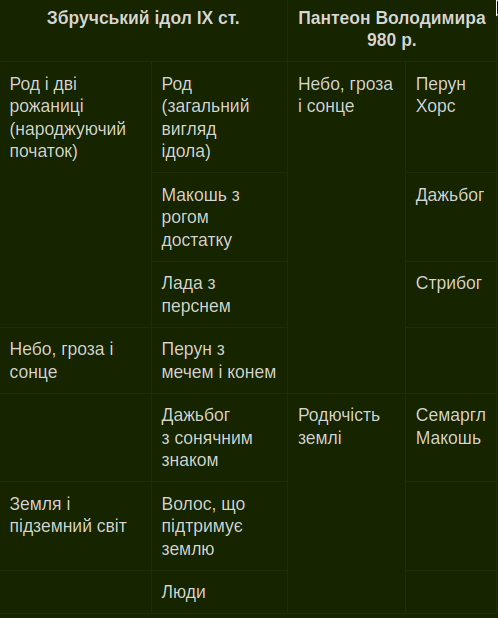 Збручський ідол IX ст.
Пантеон Володимира
980 р.
Род і дві
рожаниці
(народжуючий
початок)
Род
(загальний
вигляд
ідола)
Небо, гроза
і сонце
Перун
Хорс
Макошь з
рогом
достатку
Дажьбог
Лада з
перснем
Стрибог
Небо, гроза і
сонце
Перун з
мечем і конем
Дажьбог
з сонячним
знаком
Родючість
землі
Семаргл
Макошь
Земля і
підземний світ
Волос, що
підтримує
землю
Люди